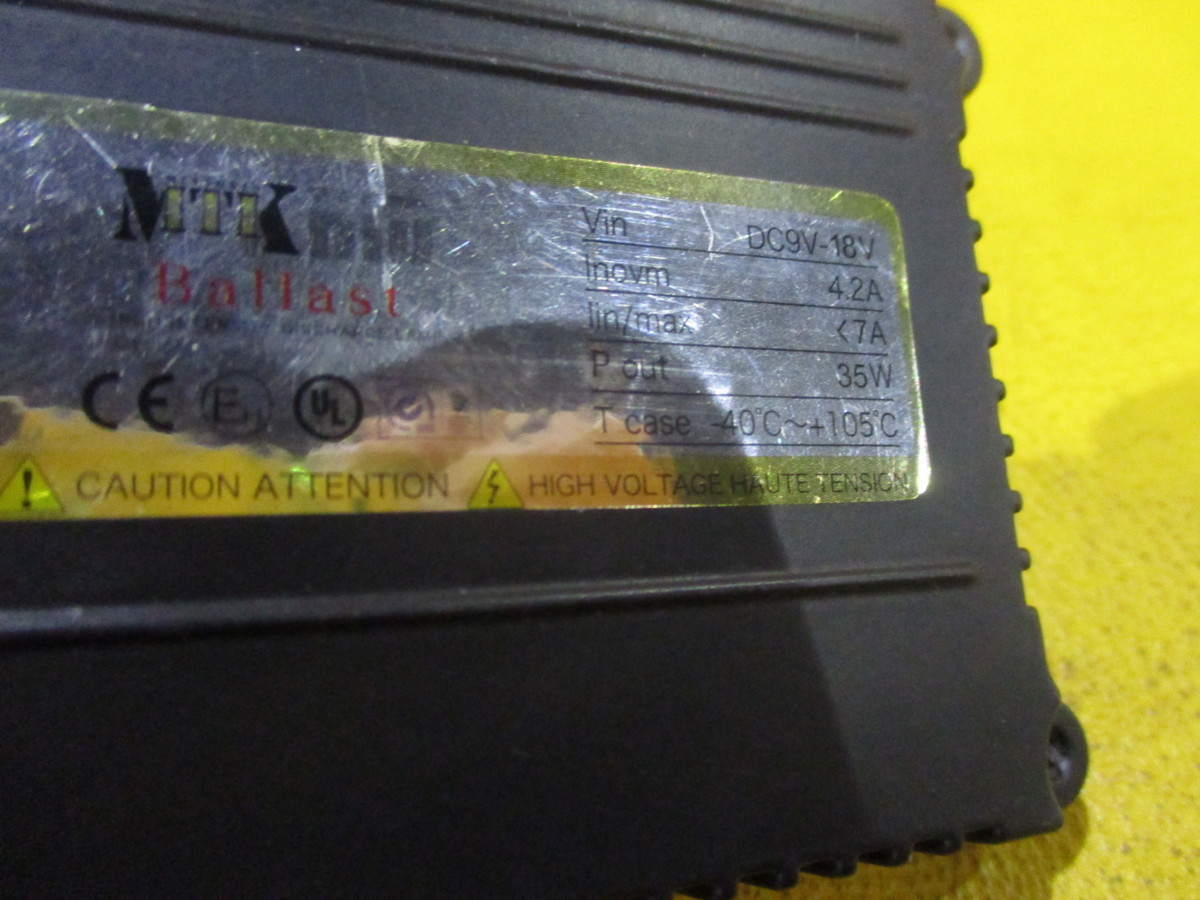 MTK
Ballast
CE E UL
Vin DC9V-18V
Inovm 4.2A
Iin/max <7A
P out 35W
T case -40°C~+105°C
CAUTION ATTENTION HIGH VOLTAGE HAUTE TENSION